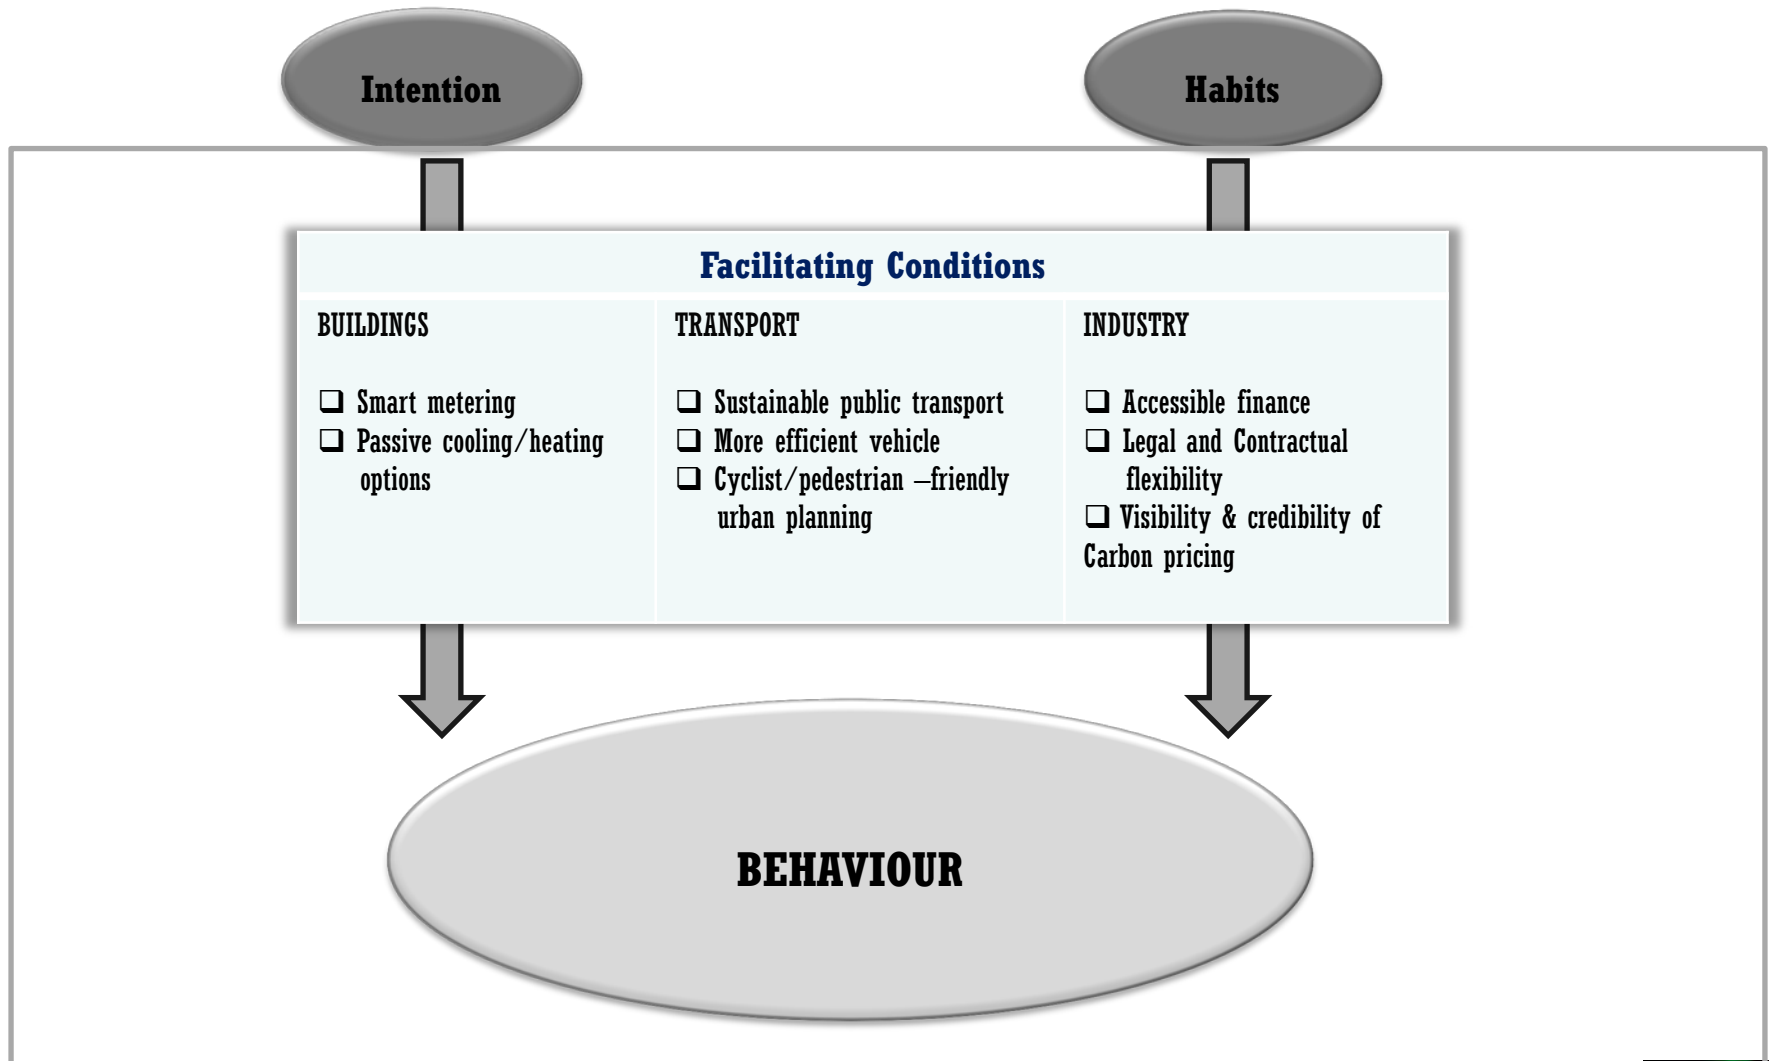 Intention
Habits
Facilitating Conditions
BUILDINGS
❑ Smart metering
❑ Passive cooling/heating
options
TRANSPORT
❑ Sustainable public transport
❑ More efficient vehicle
❑ Cyclist/pedestrian –friendly
urban planning
INDUSTRY
❑ Accessible finance
❑ Legal and Contractual
flexibility
❑ Visibility & credibility of
Carbon pricing
BEHAVIOUR